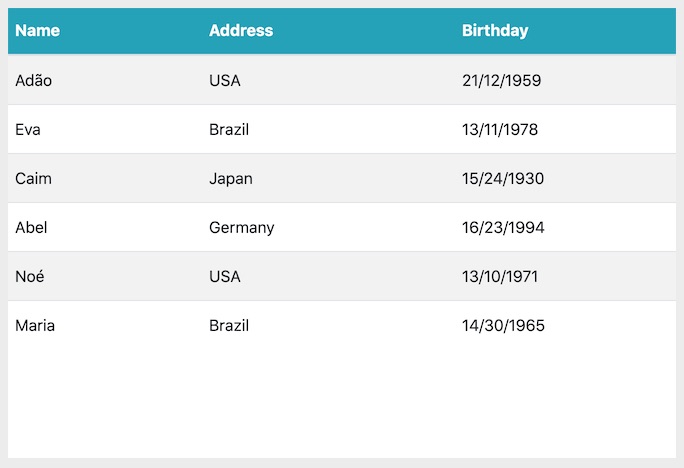 Name Address Birthday
Adão USA 21/12/1959
Eva Brazil 13/11/1978
Caim Japan 15/24/1930
Abel Germany 16/23/1994
Noé USA 13/10/1971
Maria Brazil 14/30/1965